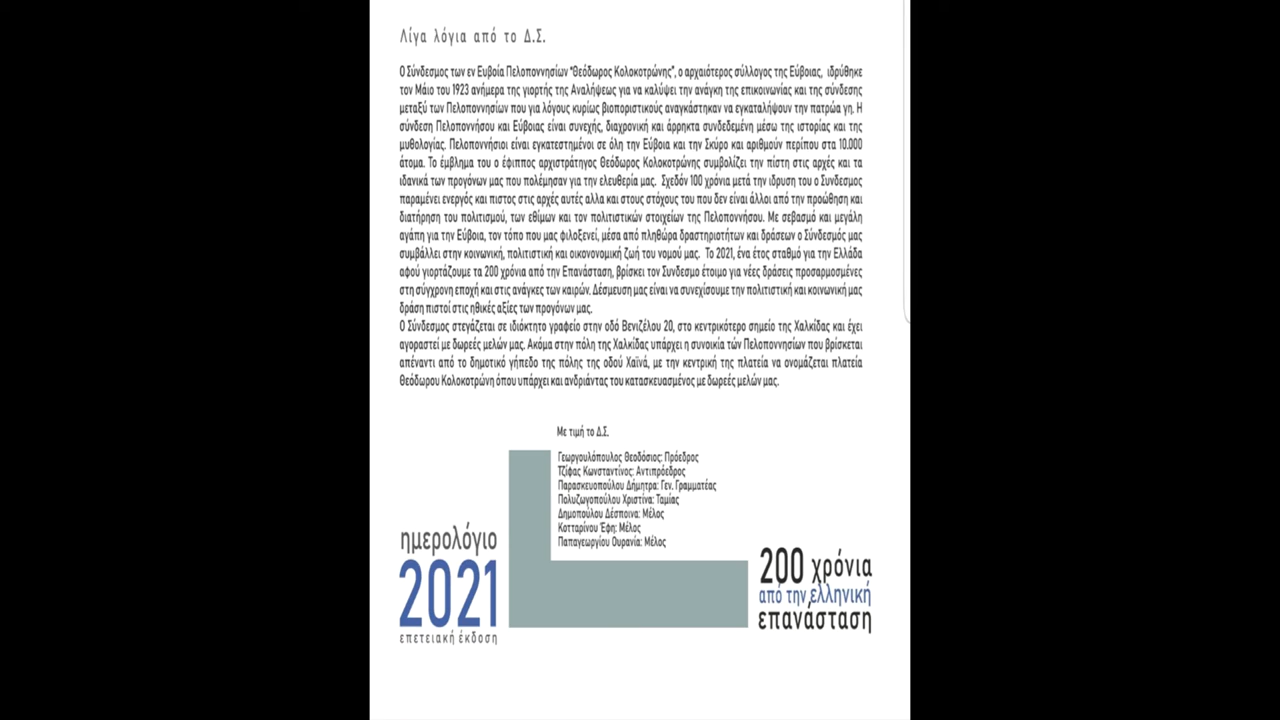 Λίγα λόγια από το Δ.Σ.
Ο Σύνδεσμος των εν Ευβοία Πελοποννησίων "Θεόδωρος Κολοκοτρώνης", ο αρχαιότερος σύλλογος της Εύβοιας, ιδρύθηκε
τον Μάιο του 1923 ανήμερα της γιορτής της Αναλήψεως για να καλύψει την ανάγκη της επικοινωνίας και της σύνδεσης
μεταξύ των Πελοποννησίων που για λόγους κυρίως βιοποριστικούς αναγκάστηκαν να εγκαταλήψουν την πατρώα γη. Η
σύνδεση Πελοποννήσου και Εύβοιας είναι συνεχής, διαχρονική και άρρηκτα συνδεδεμένη μέσω της ιστορίας και της
μυθολογίας. Πελοποννήσιοι είναι εγκατεστημένοι σε όλη την Εύβοια και την Σκύρο και αριθμούν περίπου στα 10.000
άτομα. Το έμβλημα του ο έφιππος αρχιστράτηγος Θεόδωρος Κολοκοτρώνης συμβολίζει την πίστη στις αρχές και τα
ιδανικά των προγόνων μας που πολέμησαν για την ελευθερία μας. Σχεδόν 100 χρόνια μετά την ιδρυση του ο Συνδεσμος
παραμένει ενεργός και πιστος στις αρχές αυτές αλλα και στους στόχους του που δεν είναι άλλοι από την προώθηση και
διατήρηση του πολιτισμού, των εθίμων και τον πολιτιστικών στοιχείων της Πελοποννήσου. Με σεβασμό και μεγάλη
αγάπη για την Εύβοια, τον τόπο που μας φιλοξενεί, μέσα από πληθώρα δραστηριοτήτων και δράσεων ο Σύνδεσμός μας
συμβάλλει στην κοινωνική, πολιτιστική και οικονονομική ζωή του νομού μας. Το 2021, ένα έτος σταθμό για την Ελλάδα
αφού γιορτάζουμε τα 200 χρόνια από την Επανάσταση, βρίσκει τον Συνδεσμο έτοιμο για νέες δράσεις προσαρμοσμένες
στη σύγχρονη εποχή και στις ανάγκες των καιρών. Δέσμευση μας είναι να συνεχίσουμε την πολιτιστική και κοινωνική μας
δράση πιστοί στις ηθικές αξίες των προγόνων μας.
Ο Σύνδεσμος στεγάζεται σε ιδιόκτητο γραφείο στην οδό Βενιζέλου 20, στο κεντρικότερο σημείο της Χαλκίδας και έχει
αγοραστεί με δωρεές μελών μας. Ακόμα στην πόλη της Χαλκίδας υπάρχει η συνοικία τών Πελοποννησίων που βρίσκεται
απέναντι από το δημοτικό γήπεδο της πόλης της οδού Χαϊνά, με την κεντρική της πλατεία να ονομάζεται πλατεία
Θεόδωρου Κολοκοτρώνη όπου υπάρχει και ανδριάντας του κατασκευασμένος με δωρεές μελών μας.
Με τιμή το Δ.Σ.
Γεωργουλόπουλος Θεοδόσιος: Πρόεδρος
Τζίφας Κωνσταντίνος: Αντιπρόεδρος
Παρασκευοπούλου Δήμητρα: Γεν. Γραμματέας
Πολυζωγοπούλου Χριστίνα: Ταμίας
Δημοπούλου Δέσποινα: Μέλος
Κοτταρίνου Έφη: Μέλος
Παπαγεωργίου Ουρανία: Μέλος
ημερολόγιο
2021
επετειακή έκδοση
200 χρόνια
από την ελληνική
επανάσταση